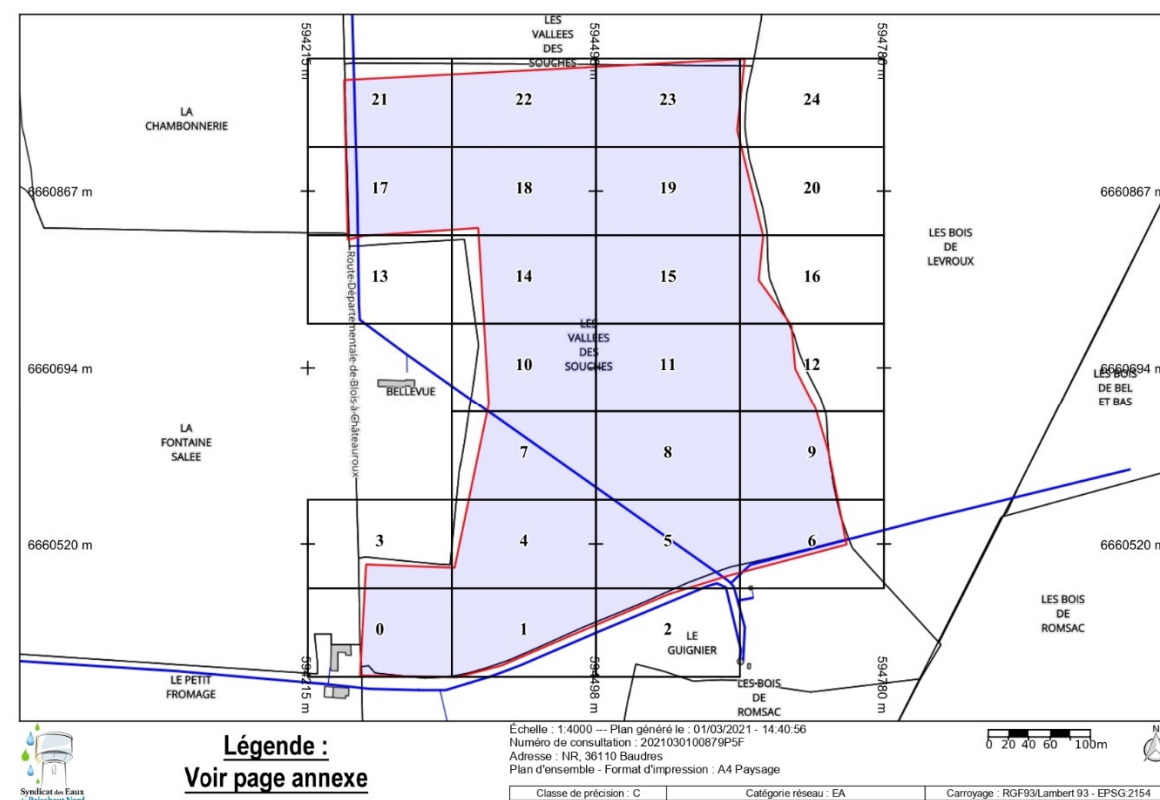 LES
VALLEES
DES
SOUCHES
594215 m
594498 m
594780 m
21
22
23
24
LA
CHAMBONNERIE
6660867 m
17
18
19
20
6660867 m
LES BOIS
DE
LEVROUX
13
14
15
16
Route-Départementale-de-Blois-à-Châteauroux
LES
VALLEES
DES
SOUCHES
6660694 m
10
11
12
6660694 m
LES BOIS
DE BEL
ET BAS
BELLEVUE
LA
FONTAINE
SALEE
7
8
9
6660520 m
3
4
5
6
6660520 m
LES BOIS
DE
ROMSAC
0
1
2
LE
GUIGNIER
LE PETIT
FROMAGE
594215 m
594498 m
594780 m
LES-BOIS
DE
ROMSAC
Légende :
Voir page annexe
Syndicat des Eaux
Échelle : 1:4000 --- Plan généré le : 01/03/2021 - 14:40:56
Numéro de consultation : 2021030100879P5F
Adresse : NR, 36110 Baudres
Plan d'ensemble - Format d'impression : A4 Paysage
0 20 40 60 100m
N
Classe de précision : C
Catégorie réseau : EA
Carroyage : RGF93/Lambert 93 - EPSG:2154